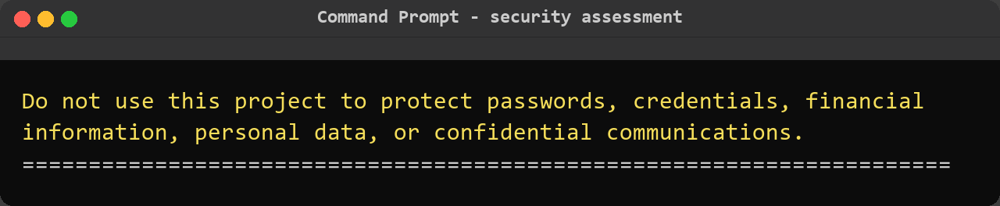 Command Prompt - security assessment
Do not use this project to protect passwords, credentials, financial
information, personal data, or confidential communications.
======================================================================